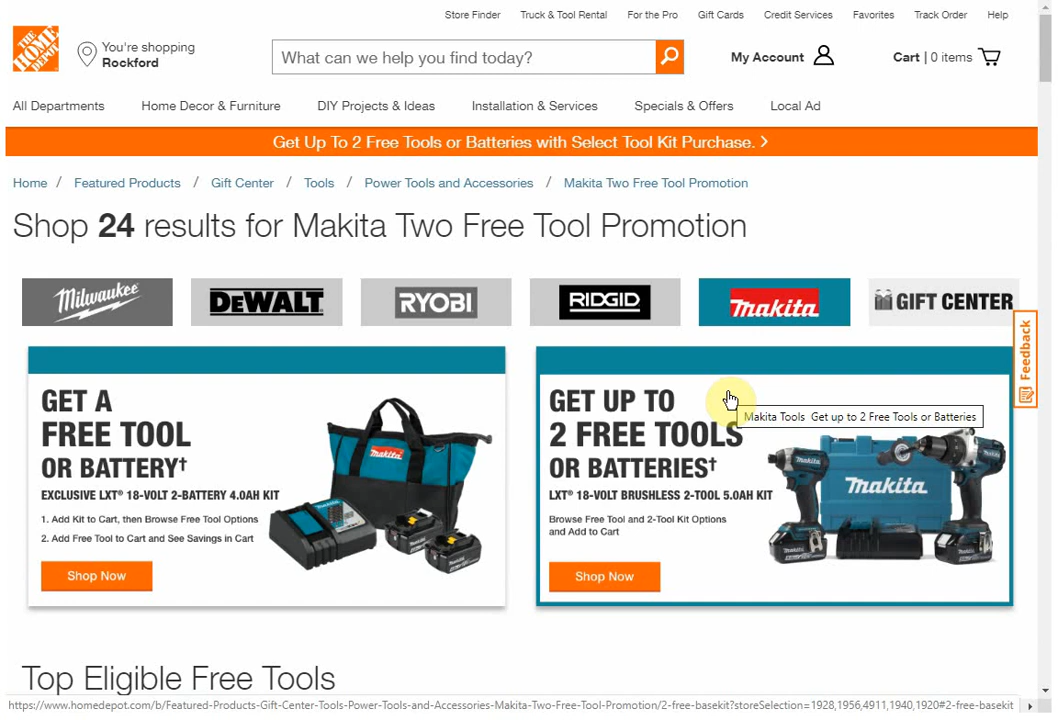 Store Finder Truck & Tool Rental For the Pro Gift Cards Credit Services Favorites Track Order Help
THE HOME DEPOT
You're shopping
Rockford
What can we help you find today?
My Account
Cart | 0 items
All Departments Home Decor & Furniture DIY Projects & Ideas Installation & Services Specials & Offers Local Ad
Get Up To 2 Free Tools or Batteries with Select Tool Kit Purchase. >
Home / Featured Products / Gift Center / Tools / Power Tools and Accessories / Makita Two Free Tool Promotion
Shop 24 results for Makita Two Free Tool Promotion
Milwaukee DEWALT RYOBI RIDGID Makita GIFT CENTER
Feedback
GET A
FREE TOOL
OR BATTERY†
EXCLUSIVE LXT® 18-VOLT 2-BATTERY 4.0AH KIT
1. Add Kit to Cart, then Browse Free Tool Options
2. Add Free Tool to Cart and See Savings in Cart
Shop Now
Makita
GET UP TO
2 FREE TOOLS
OR BATTERIES†
LXT® 18-VOLT BRUSHLESS 2-TOOL 5.0AH KIT
Browse Free Tool and 2-Tool Kit Options
and Add to Cart
Shop Now
Makita Tools Get up to 2 Free Tools or Batteries
Makita
Makita
Top Eligible Free Tools
https://www.homedepot.com/b/Featured-Products-Gift-Center-Tools-Power-Tools-and-Accessories-Makita-Two-Free-Tool-Promotion/2-free-basekit?storeSelection=1928,1956,4911,1940,1920#2-free-basekit